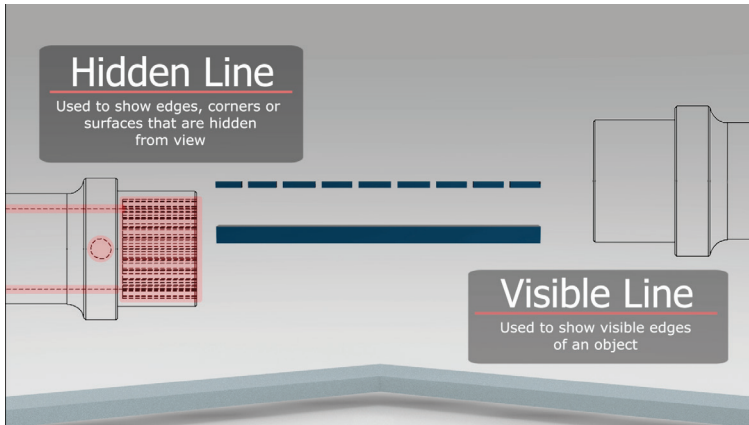 Hidden Line
Used to show edges, corners or
surfaces that are hidden
from view
Visible Line
Used to show visible edges
of an object